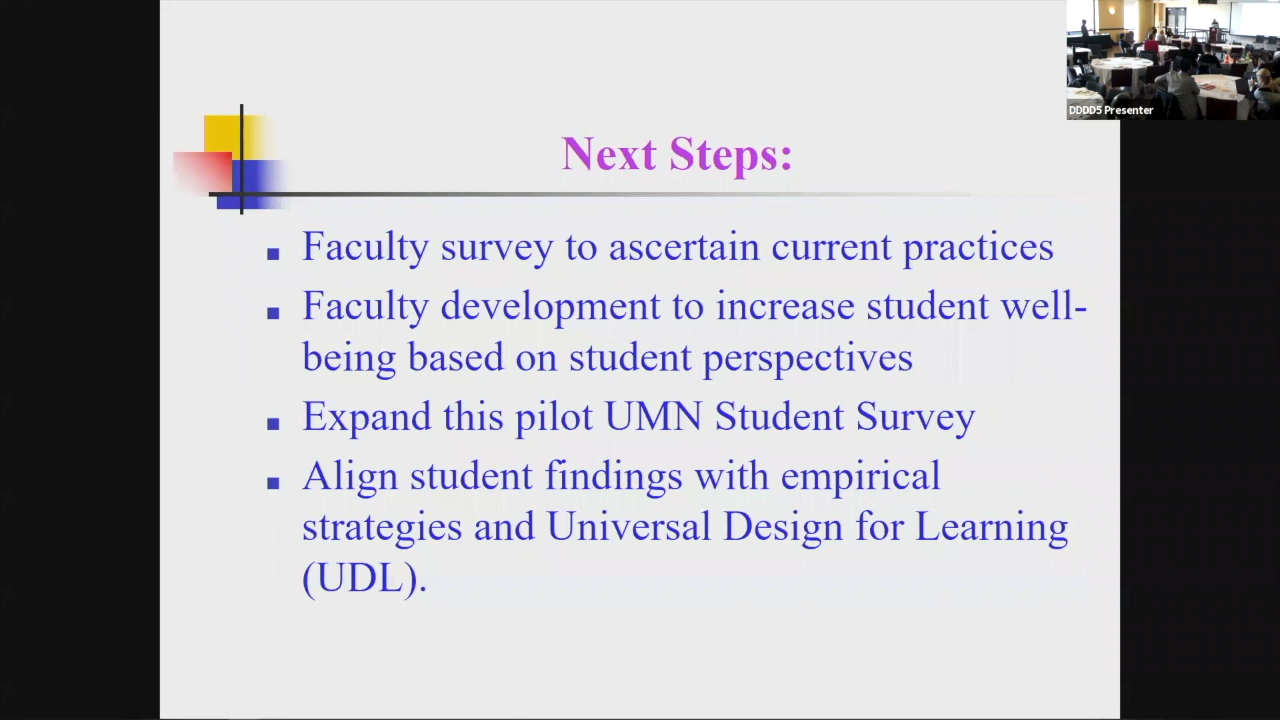 DDDD5 Presenter
Next Steps:
Faculty survey to ascertain current practices
Faculty development to increase student well-
being based on student perspectives
Expand this pilot UMN Student Survey
Align student findings with empirical
strategies and Universal Design for Learning
(UDL).